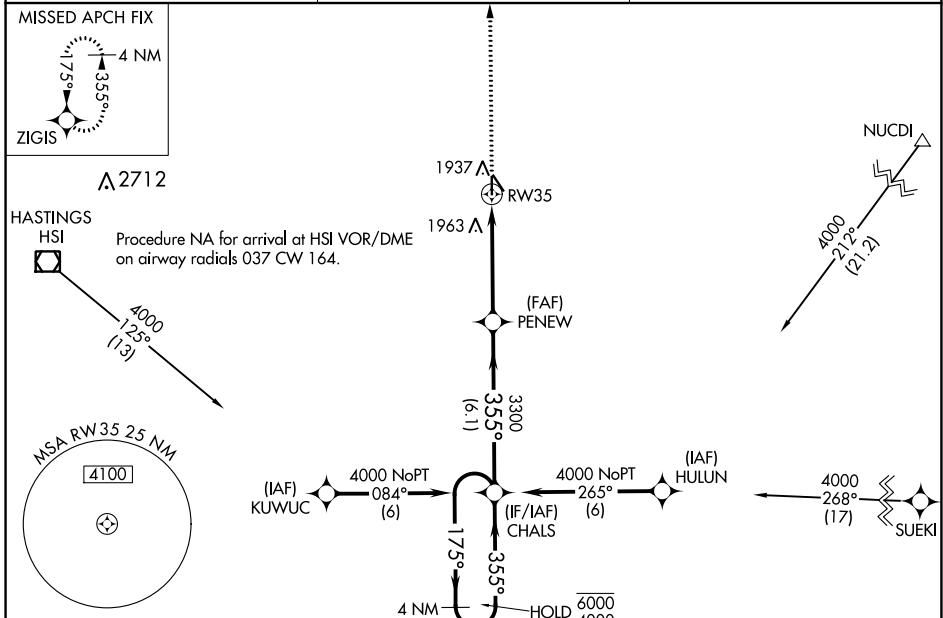 MISSED APCH FIX
4 NM
175°
355°
ZIGIS
2712
HASTINGS
HSI
Procedure NA for arrival at HSI VOR/DME
on airway radials 037 CW 164.
4000
125°
(13)
1937
RW35
1963
(FAF)
PENEW
NUCDI
4000
212°
(21.2)
3300
355°
(6.1)
MSA RW35 25 NM
4100
(IAF)
KUWUC
4000 NoPT
084°
(6)
(IF/IAF)
CHALS
4000 NoPT
265°
(6)
(IAF)
HULUN
4000
268°
(17)
SUEKI
175°
355°
4 NM
HOLD 6000